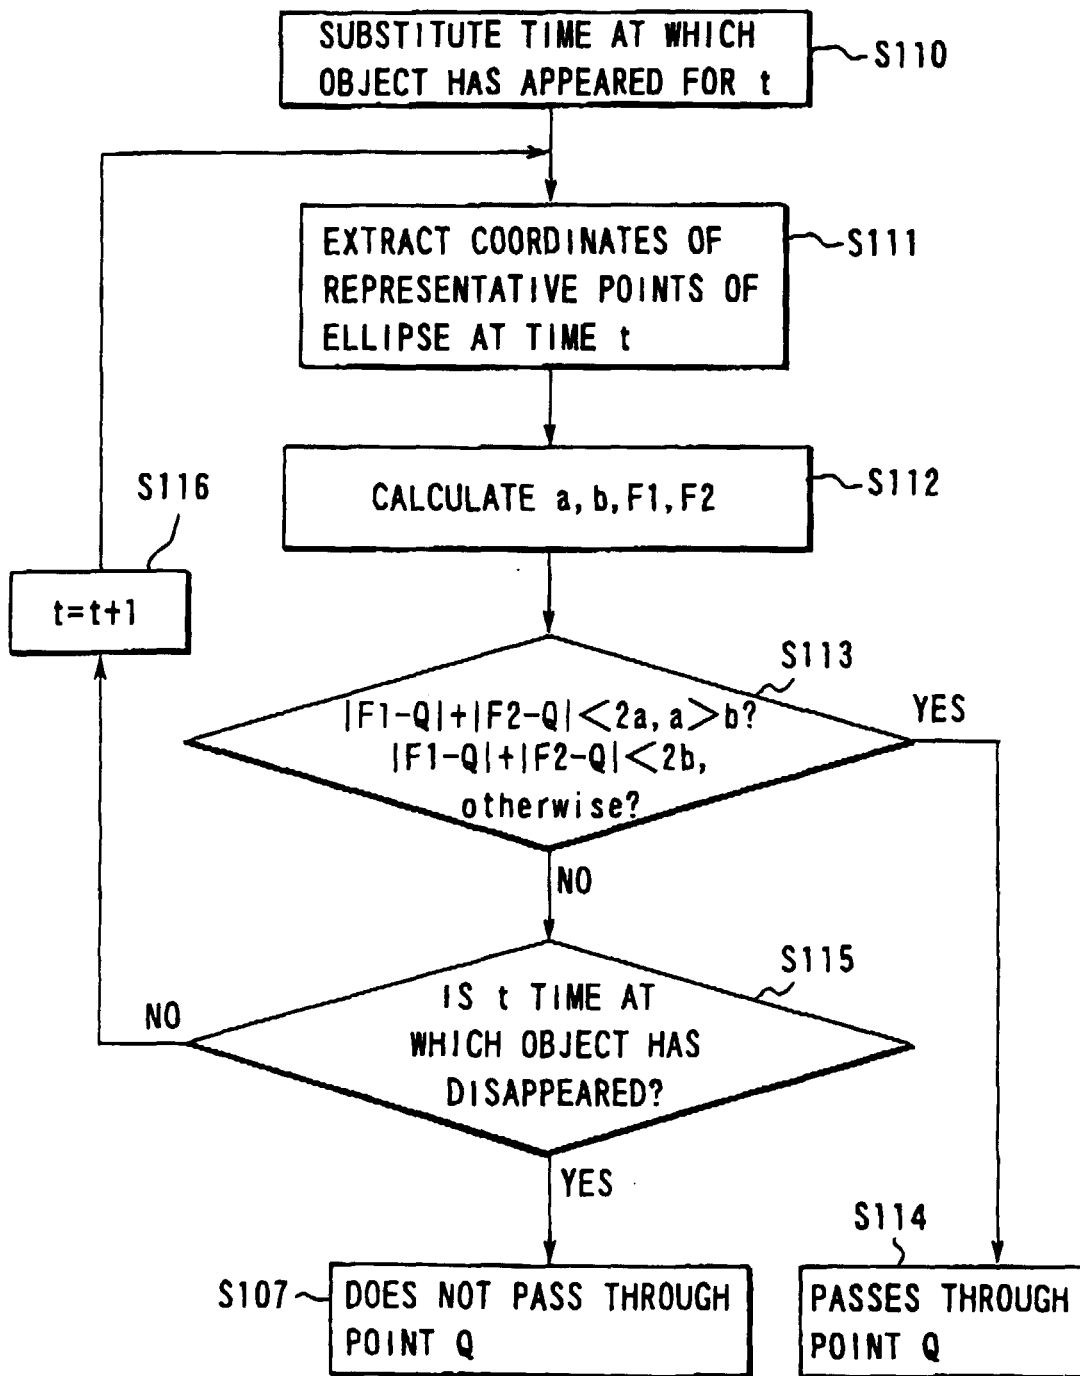 SUBSTITUTE TIME AT WHICH
OBJECT HAS APPEARED FOR t
S110
EXTRACT COORDINATES OF
REPRESENTATIVE POINTS OF
ELLIPSE AT TIME t
S111
CALCULATE a, b, F1, F2
S112
S116
t=t+1
S113
|F1-Q|+|F2-Q|<2a, a>b?
|F1-Q|+|F2-Q|<2b,
otherwise?
YES
NO
S115
IS t TIME AT
WHICH OBJECT HAS
DISAPPEARED?
NO
YES
S107
DOES NOT PASS THROUGH
POINT Q
S114
PASSES THROUGH
POINT Q